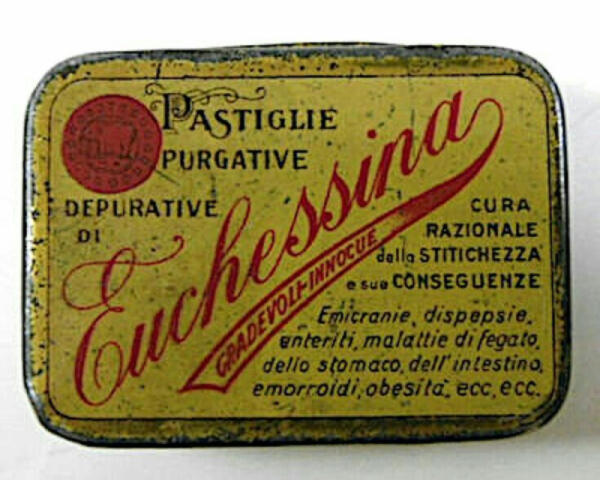 PASTIGLIE
PURGATIVE
DEPURATIVE
DI
Euchessina
GRADEVOLI-INNOCUE
CURA
RAZIONALE
della STITICHEZZA
e sue CONSEGUENZE
Emicranie, dispepsie,
enteriti, malattie di fegato,
dello stomaco, dell'intestino,
emorroidi, obesità, ecc, ecc.